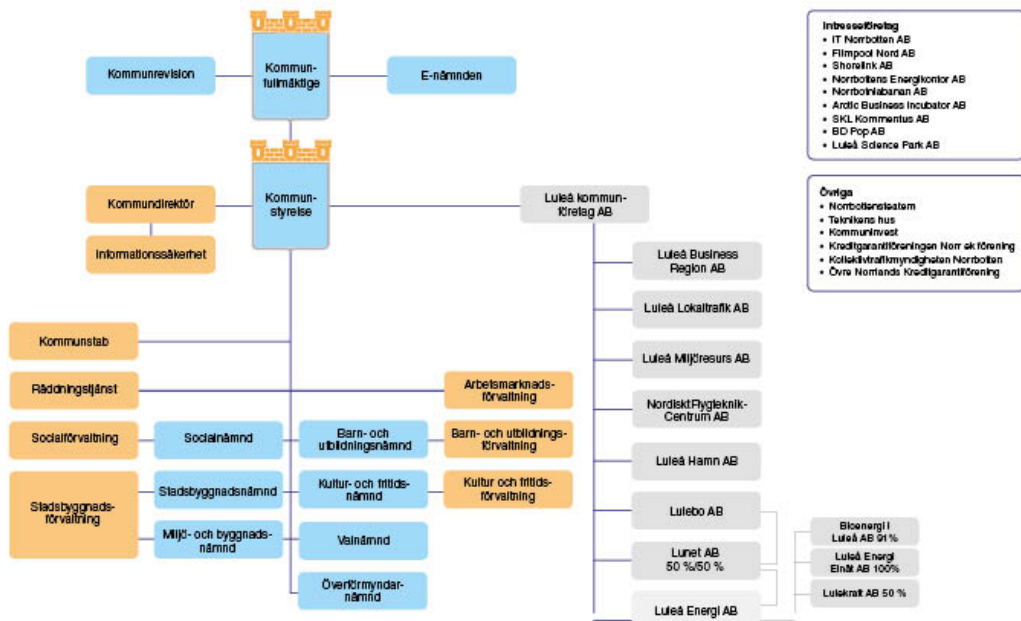 Kommunrevision
Kommun-
fullmäktige
E-nämnden
Kommundirektör
Kommun-
styrelse
Luleå kommun-
företag AB
Informationssäkerhet
Kommunstab
Räddningstjänst
Arbetsmarknads-
förvaltning
Socialförvaltning
Socialnämnd
Barn- och
utbildningsnämnd
Barn- och utbildnings-
förvaltning
Stadsbyggnads-
förvaltning
Stadsbyggnadsnämnd
Kultur- och fritids-
nämnd
Kultur och fritids-
förvaltning
Miljö- och byggnads-
nämnd
Valnämnd
Överförmyndar-
nämnd
Luleå Business
Region AB
Luleå Lokaltrafik AB
Luleå Miljöresurs AB
Nordiskt Flygteknik-
Centrum AB
Luleå Hamn AB
Lulebo AB
Lunet AB
50 %/50 %
Luleå Energi AB
Bioenergi i
Luleå AB 91%
Luleå Energi
Elnät AB 100%
Lulekraft AB 50 %
Intresseföretag
• IT Norrbotten AB
• Filmpool Nord AB
• Shorelink AB
• Norrbottens Energikontor AB
• Norrbotniabanan AB
• Arctic Business Incubator AB
• SKL Kommentus AB
• BD Pop AB
• Luleå Science Park AB
Övriga
• Norrbottensteatern
• Teknikens hus
• Kommuninvest
• Kreditgarantiföreningen Norr ek förening
• Kollektivtrafikmyndigheten Norrbotten
• Övre Norrlands Kreditgarantiförening